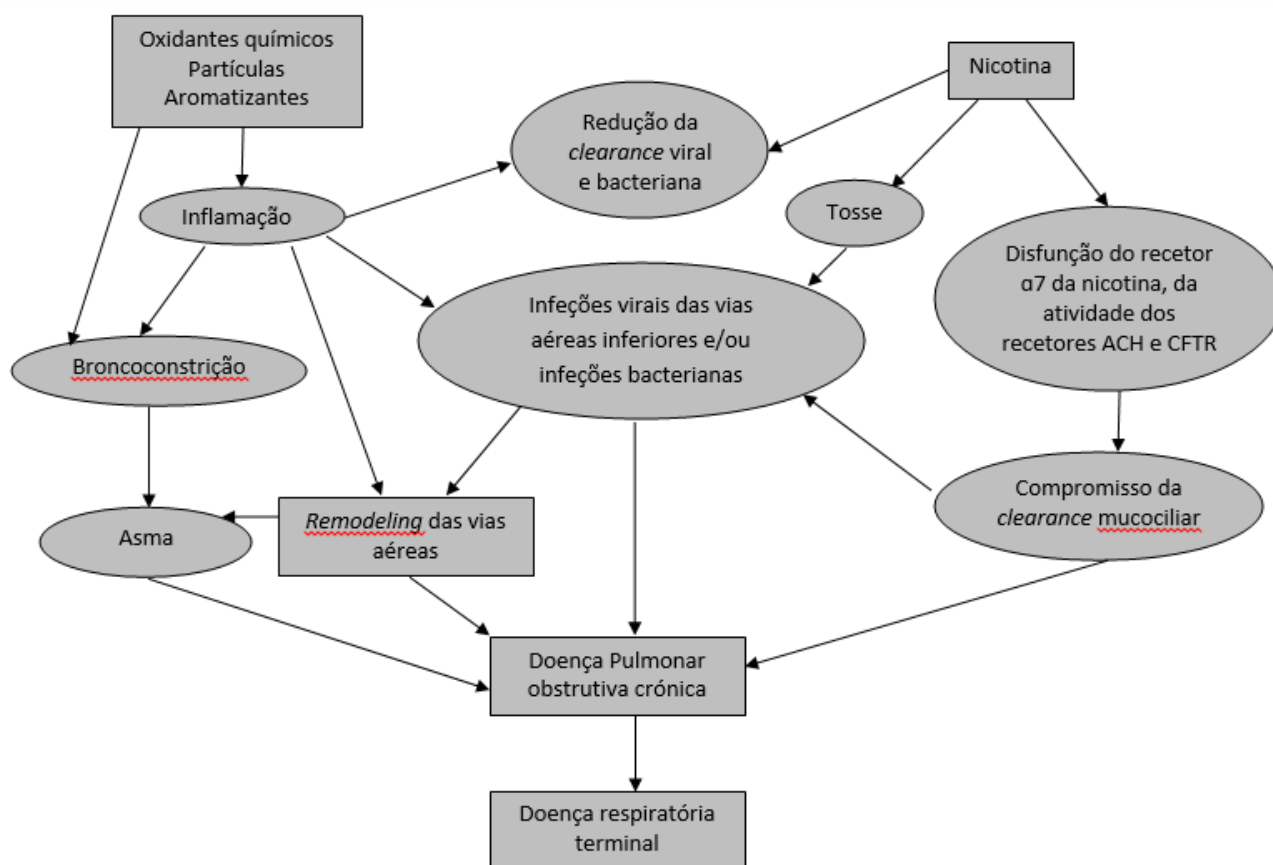 Oxidantes químicos
Partículas
Aromatizantes
Nicotina
Redução da
clearance viral
e bacteriana
Inflamação
Tosse
Disfunção do recetor
α7 da nicotina, da
atividade dos
recetores ACH e CFTR
Infeções virais das vias
aéreas inferiores e/ou
infeções bacterianas
Broncoconstrição
Compromisso da
clearance mucociliar
Asma
Remodeling das vias
aéreas
Doença Pulmonar
obstrutiva crónica
Doença respiratória
terminal